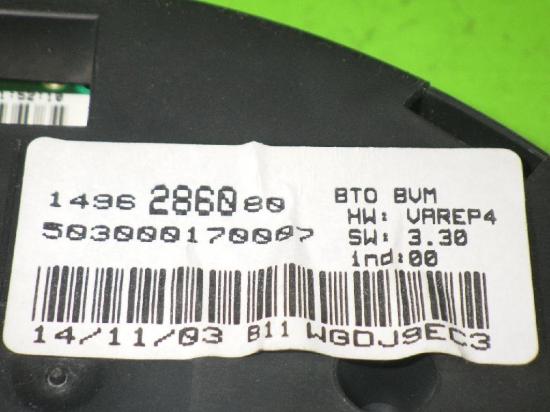 1496 286080
503000170007
BTO BVM
HW: VAREP4
SW: 3.30
ind:00
14/11/03 B11 WGDJ9EC3